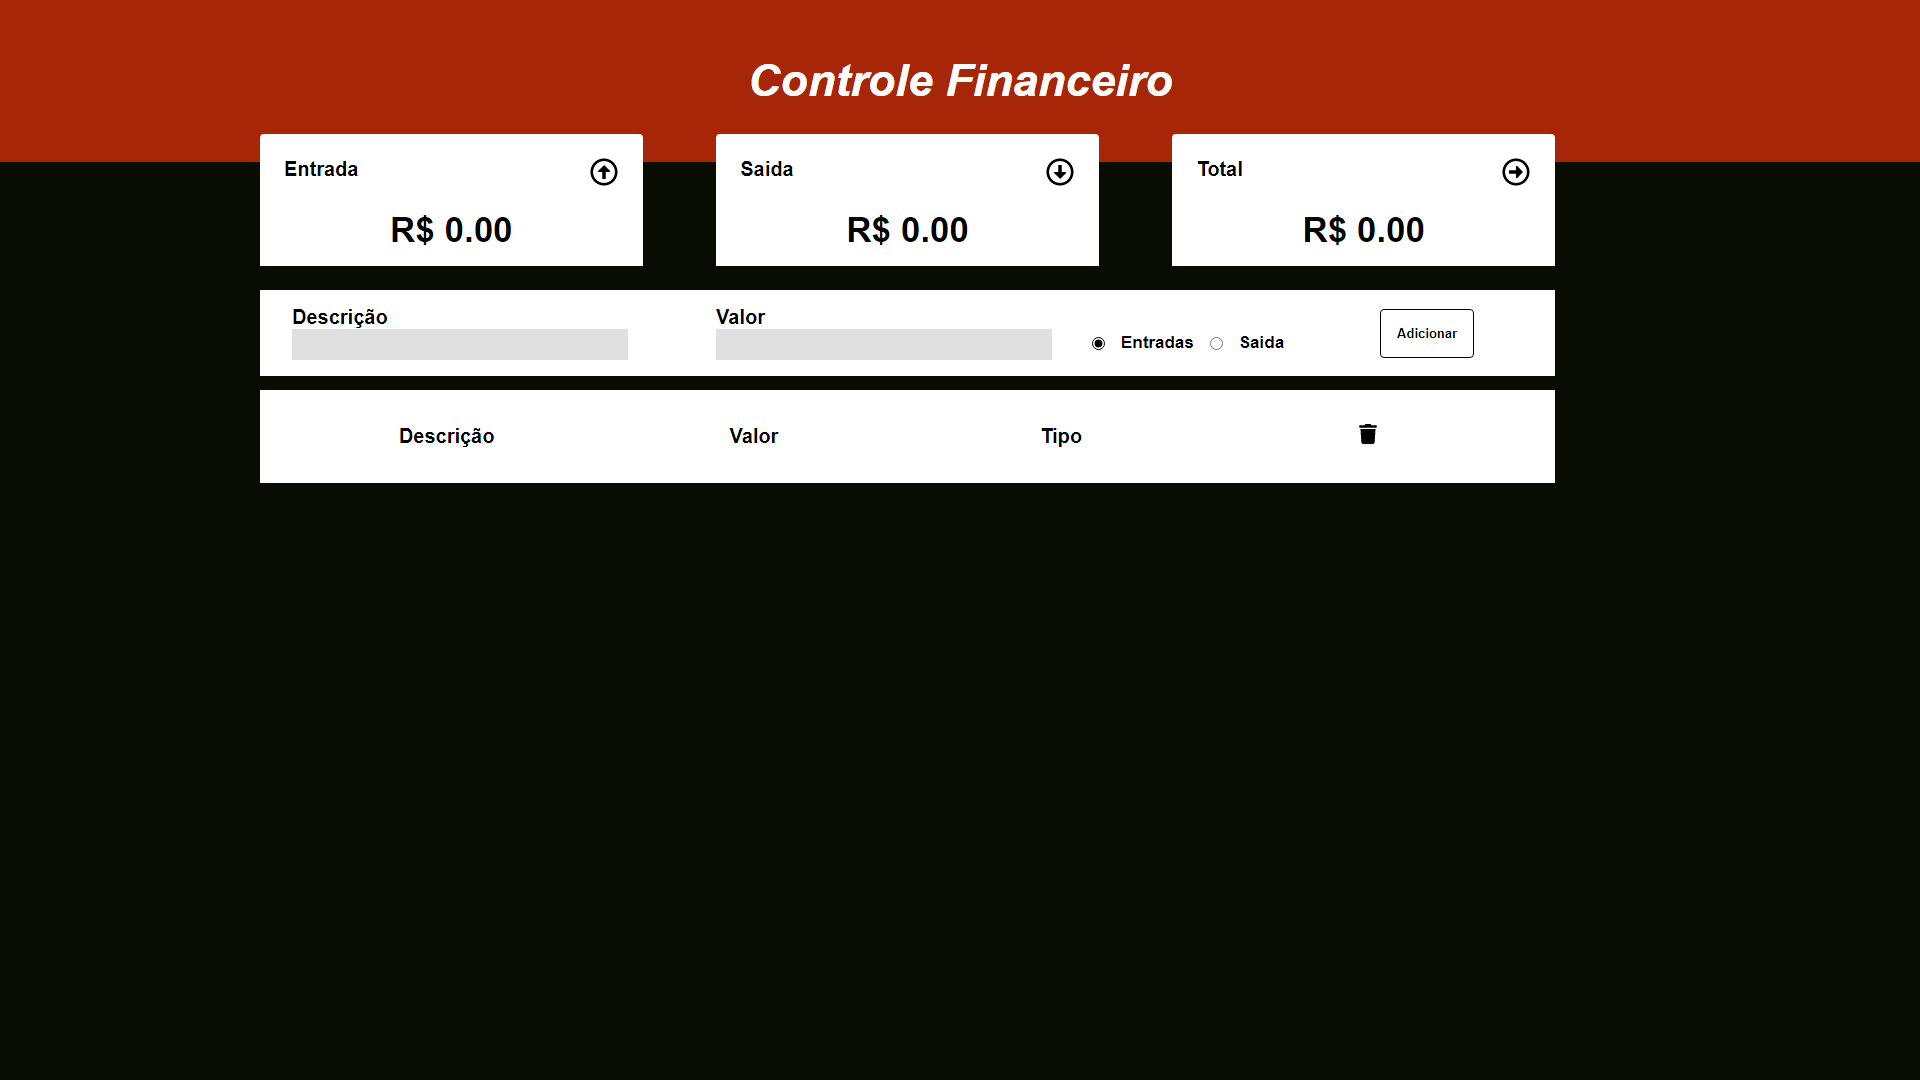 Controle Financeiro
Entrada
R$ 0.00
Saida
R$ 0.00
Total
R$ 0.00
Descrição
Valor
Entradas
Saida
Adicionar
Descrição Valor Tipo